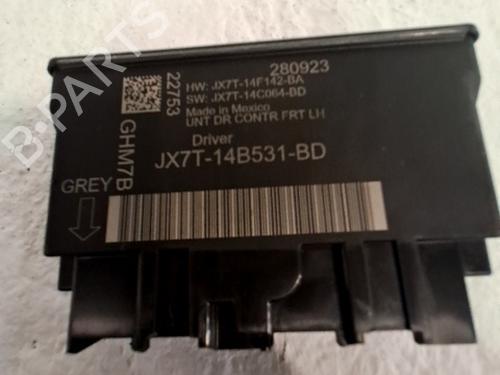 280923
HW: JX7T-14F142-BA
SW: JX7T-14C064-BD
Made in Mexico
UNT DR CONTR FRT LH
22753
Driver
GHM7B
JX7T-14B531-BD
GREY
B-PARTS